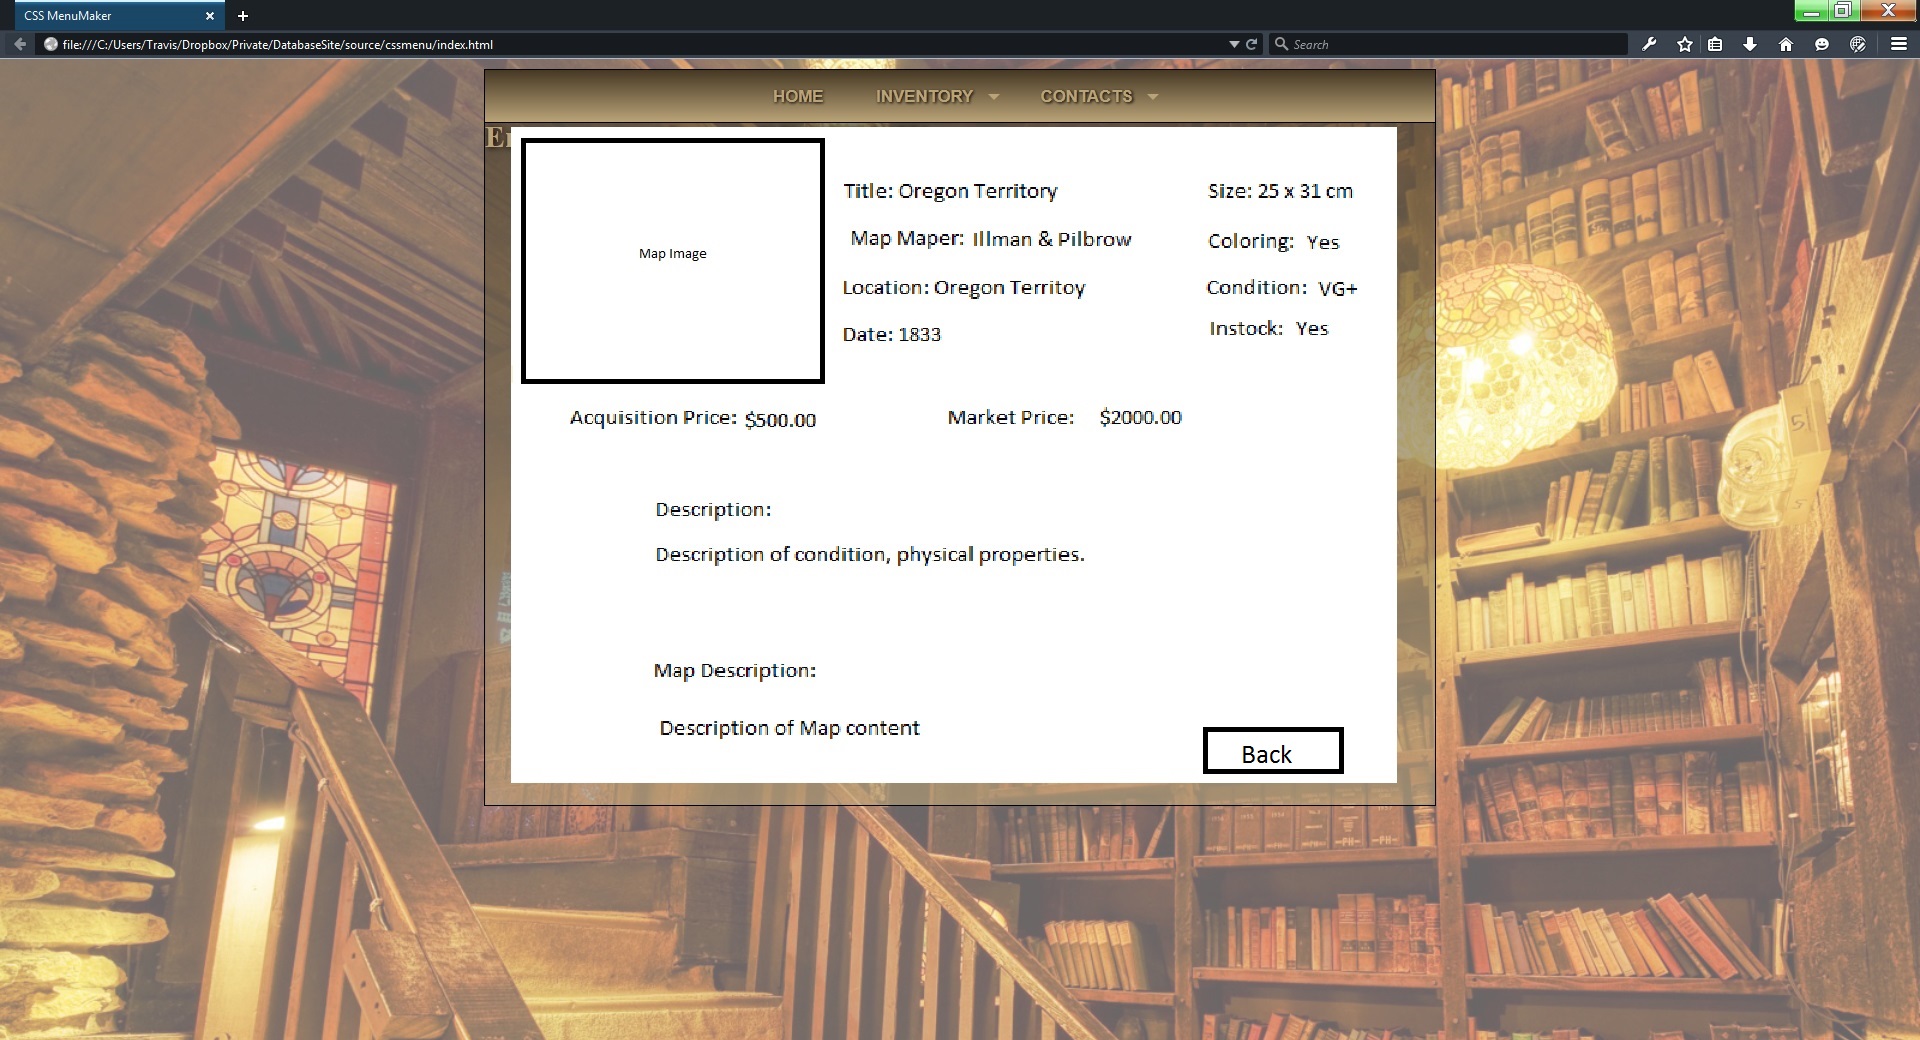 CSS MenuMaker
file:///C:/Users/Travis/Dropbox/Private/DatabaseSite/source/cssmenu/index.html
Search
HOME INVENTORY CONTACTS
Map Image
Title: Oregon Territory
Size: 25 x 31 cm
Map Maper: Illman & Pilbrow
Coloring: Yes
Location: Oregon Territoy
Condition: VG+
Date: 1833
Instock: Yes
Acquisition Price: $500.00
Market Price: $2000.00
Description:
Description of condition, physical properties.
Map Description:
Description of Map content
Back